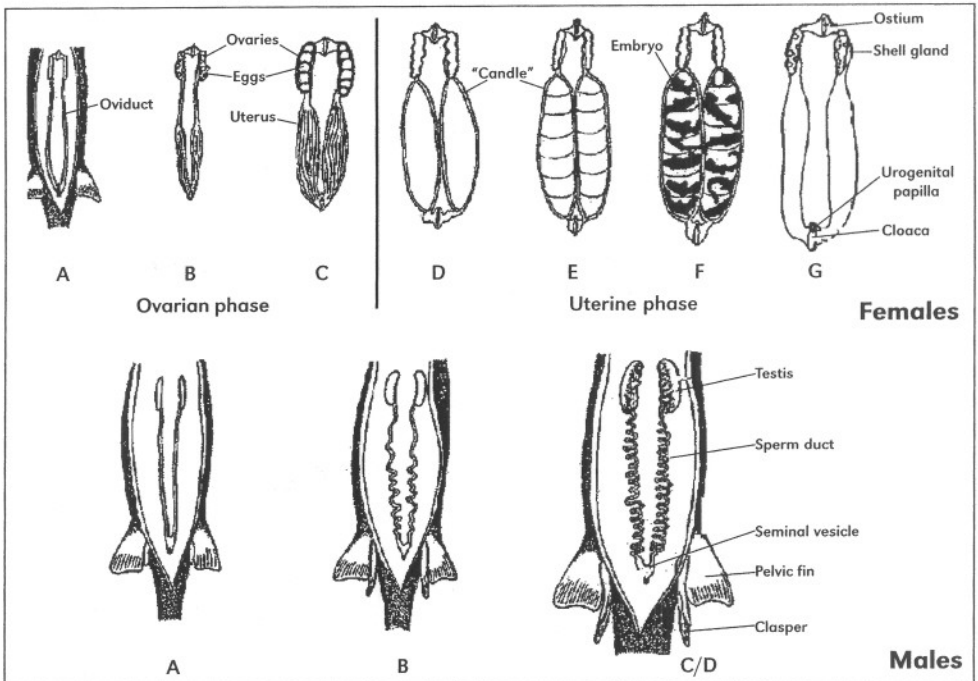 Ovaries
Eggs
Oviduct
Uterus
"Candle"
Embryo
Ostium
Shell gland
Urogenital
papilla
Cloaca
A
B
C
D
E
F
G
Ovarian phase
Uterine phase
Females
Testis
Sperm duct
Seminal vesicle
Pelvic fin
Clasper
A
B
C/D
Males